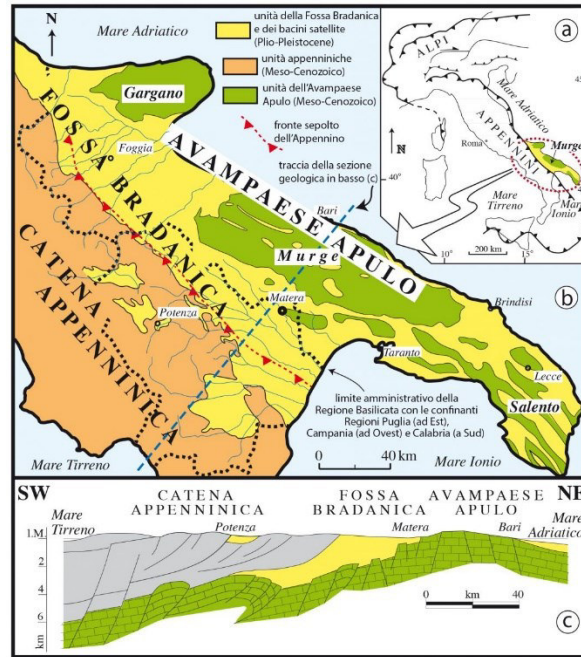 N
Mare Adriatico
unità della Fossa Bradanica
e dei bacini satellite
(Plio-Pleistocene)
unità appenniniche
(Meso-Cenozoico)
unità dell'Avampaese
Apulo (Meso-Cenozoico)
fronte sepolto
dell'Appennino
traccia della sezione
geologica in basso (c)
a
ALPI
45
Mare Adriatico
APPENNINI
Murge
Roma
N
40°
Mare
Tirreno
Mare
Ionio
10°
15°
200 km
Gargano
Foggia
FOSSA BRADANICA
AVAMPAESE APULO
Bari
Murge
b
CATENA
APPENNINICA
Potenza
Matera
Brindisi
Taranto
Lecce
Salento
limite amministrativo della
Regione Basilicata con le confinanti
Regioni Puglia (ad Est),
Campania (ad Ovest) e Calabria (a Sud)
Mare Tirreno
0 40 km
Mare Ionio
SW
CATENA
APPENNINICA
FOSSA
BRADANICA
AVAMPAESE
APULO
NE
Mare
Tirreno
Potenza
Matera
Bari
Mare
Adriatico
2
4
6
km
0 km 40
c